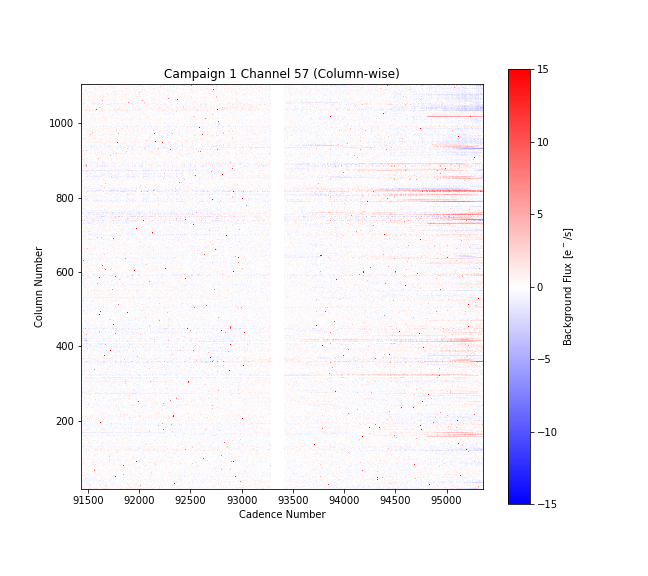 Campaign 1 Channel 57 (Column-wise)
Column Number
1000
800
600
400
200
91500 92000 92500 93000 93500 94000 94500 95000
Cadence Number
15
10
5
0
−5
−10
−15
Background Flux [e⁻/s]